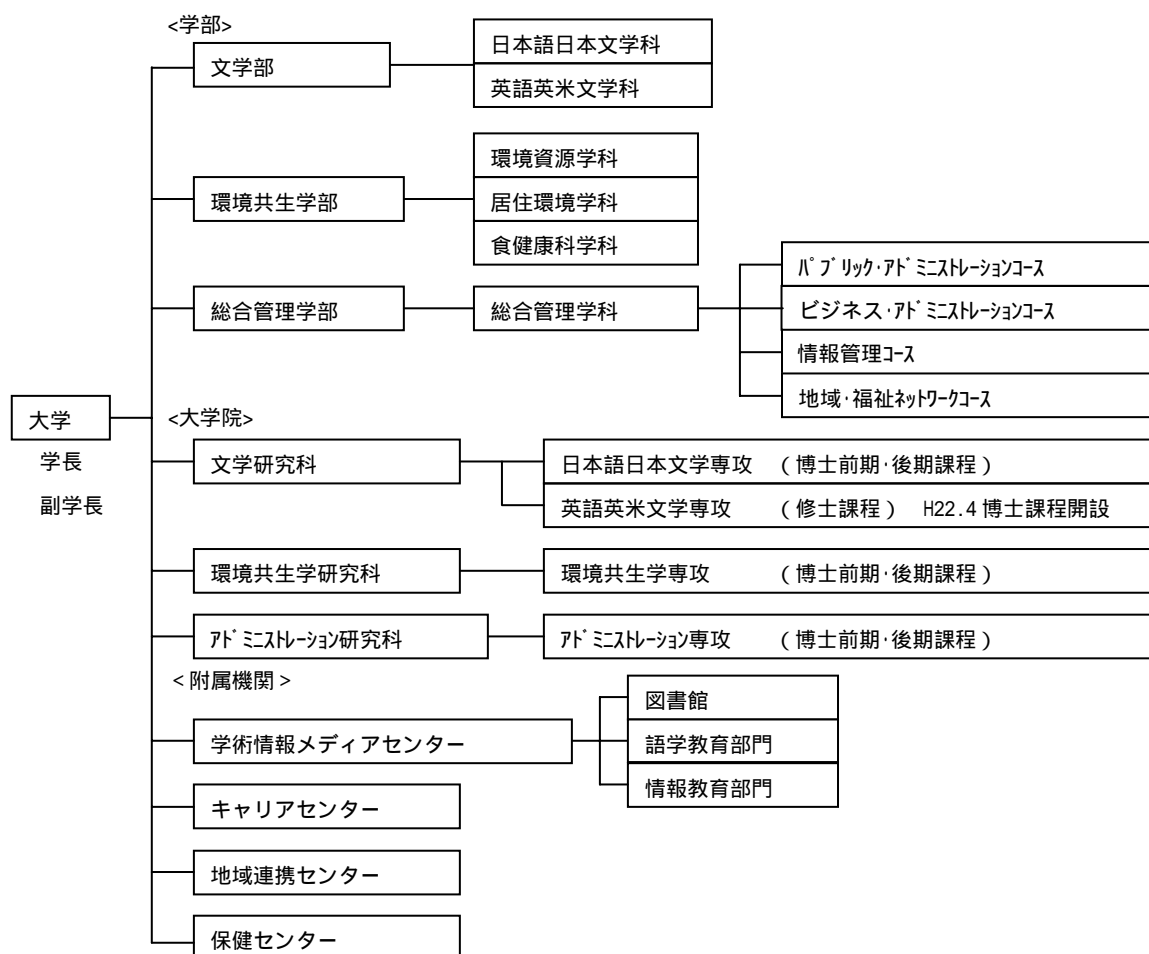 <学部>
文学部
日本語日本文学科
英語英米文学科
環境共生学部
環境資源学科
居住環境学科
食健康科学科
総合管理学部
総合管理学科
ﾊﾟﾌﾞﾘｯｸ･ｱﾄﾞﾐﾆｽﾄﾚｰｼｮﾝｺｰｽ
ビジネス･ｱﾄﾞﾐﾆｽﾄﾚｰｼｮﾝｺｰｽ
情報管理ｺｰｽ
地域･福祉ﾈｯﾄﾜｰｸｺｰｽ
大学
学長
副学長
<大学院>
文学研究科
日本語日本文学専攻 （博士前期･後期課程）
英語英米文学専攻 （修士課程） H22.4 博士課程開設
環境共生学研究科
環境共生学専攻 （博士前期･後期課程）
ｱﾄﾞﾐﾆｽﾄﾚｰｼｮﾝ研究科
ｱﾄﾞﾐﾆｽﾄﾚｰｼｮﾝ専攻 （博士前期･後期課程）
＜附属機関＞
学術情報メディアセンター
図書館
語学教育部門
情報教育部門
キャリアセンター
地域連携センター
保健センター